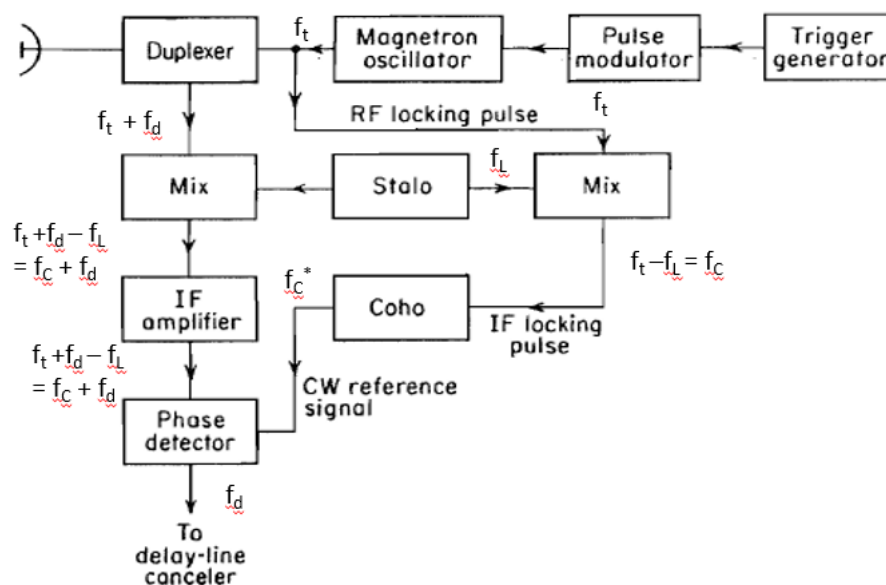 f_t
Duplexer
Magnetron
oscillator
Pulse
modulator
Trigger
generator
f_t
RF locking pulse
f_t + f_d
Mix
Stalo
f_L
Mix
f_t +f_d – f_L
= f_C + f_d
f_t –f_L = f_C
IF
amplifier
f_C*
Coho
IF locking
pulse
f_t +f_d – f_L
= f_C + f_d
CW reference
signal
Phase
detector
f_d
To
delay-line
canceler